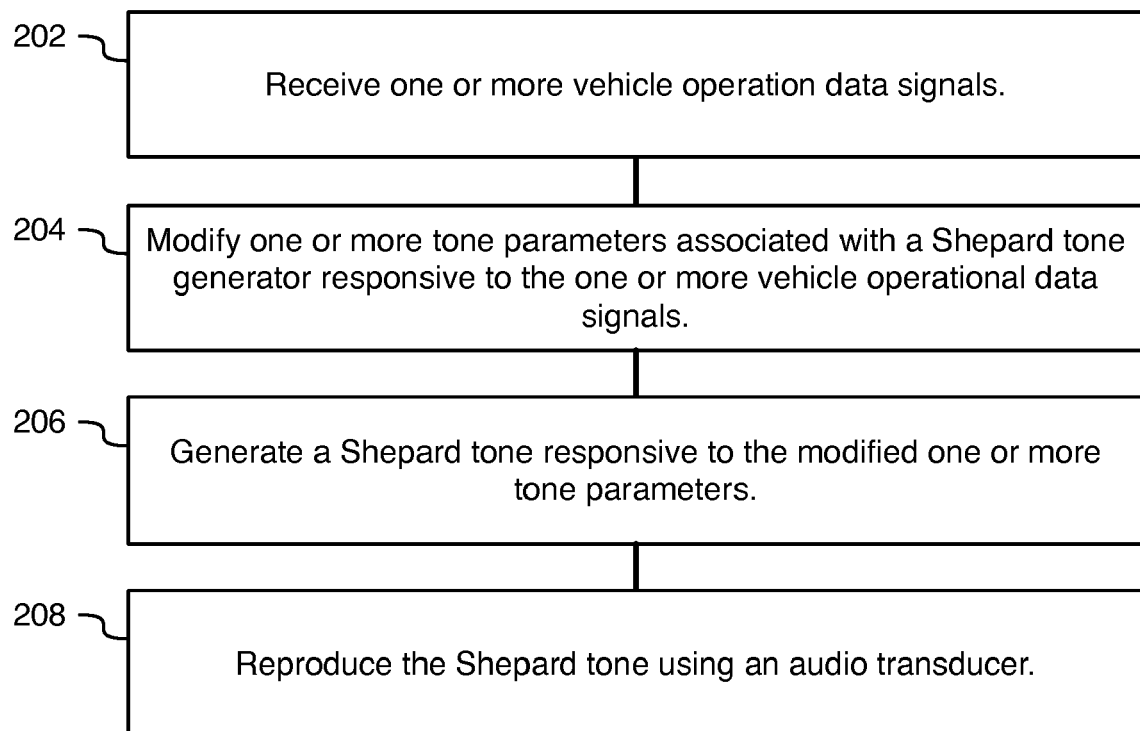 202
Receive one or more vehicle operation data signals.
204
Modify one or more tone parameters associated with a Shepard tone
generator responsive to the one or more vehicle operational data
signals.
206
Generate a Shepard tone responsive to the modified one or more
tone parameters.
208
Reproduce the Shepard tone using an audio transducer.